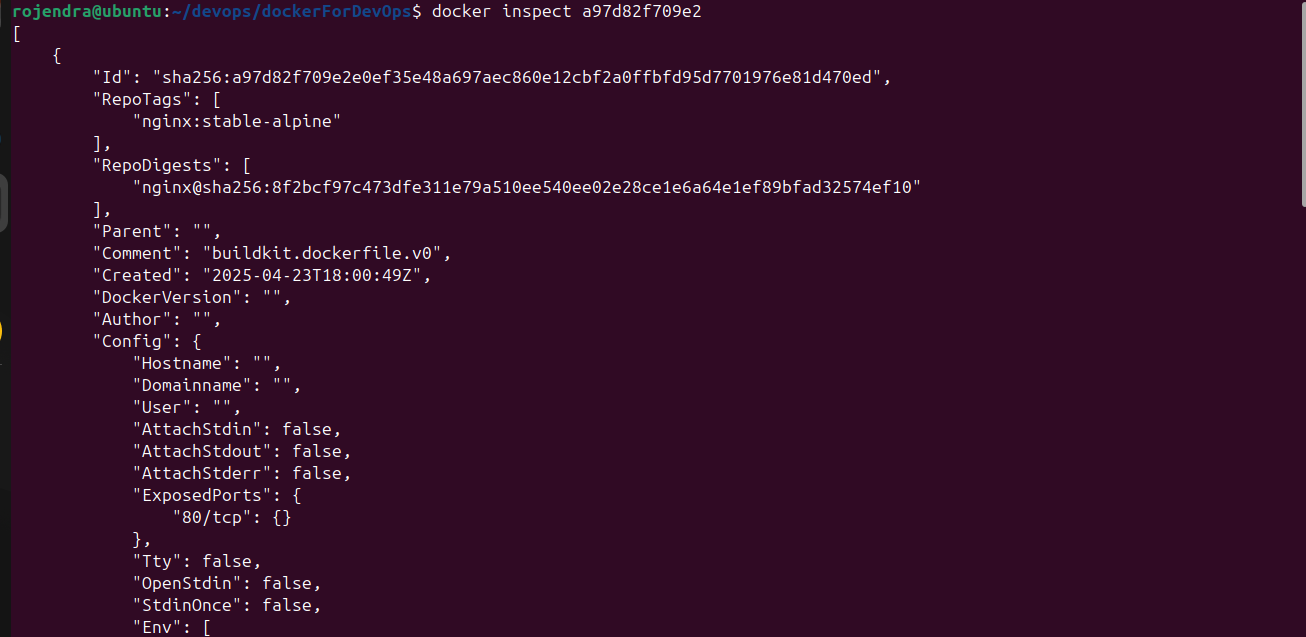 rojendra@ubuntu:~/devops/dockerForDevOps$ docker inspect a97d82f709e2
[
    {
        "Id": "sha256:a97d82f709e2e0ef35e48a697aec860e12cbf2a0ffbfd95d7701976e81d470ed",
        "RepoTags": [
            "nginx:stable-alpine"
        ],
        "RepoDigests": [
            "nginx@sha256:8f2bcf97c473dfe311e79a510ee540ee02e28ce1e6a64e1ef89bfad32574ef10"
        ],
        "Parent": "",
        "Comment": "buildkit.dockerfile.v0",
        "Created": "2025-04-23T18:00:49Z",
        "DockerVersion": "",
        "Author": "",
        "Config": {
            "Hostname": "",
            "Domainname": "",
            "User": "",
            "AttachStdin": false,
            "AttachStdout": false,
            "AttachStderr": false,
            "ExposedPorts": {
                "80/tcp": {}
            },
            "Tty": false,
            "OpenStdin": false,
            "StdinOnce": false,
            "Env": [